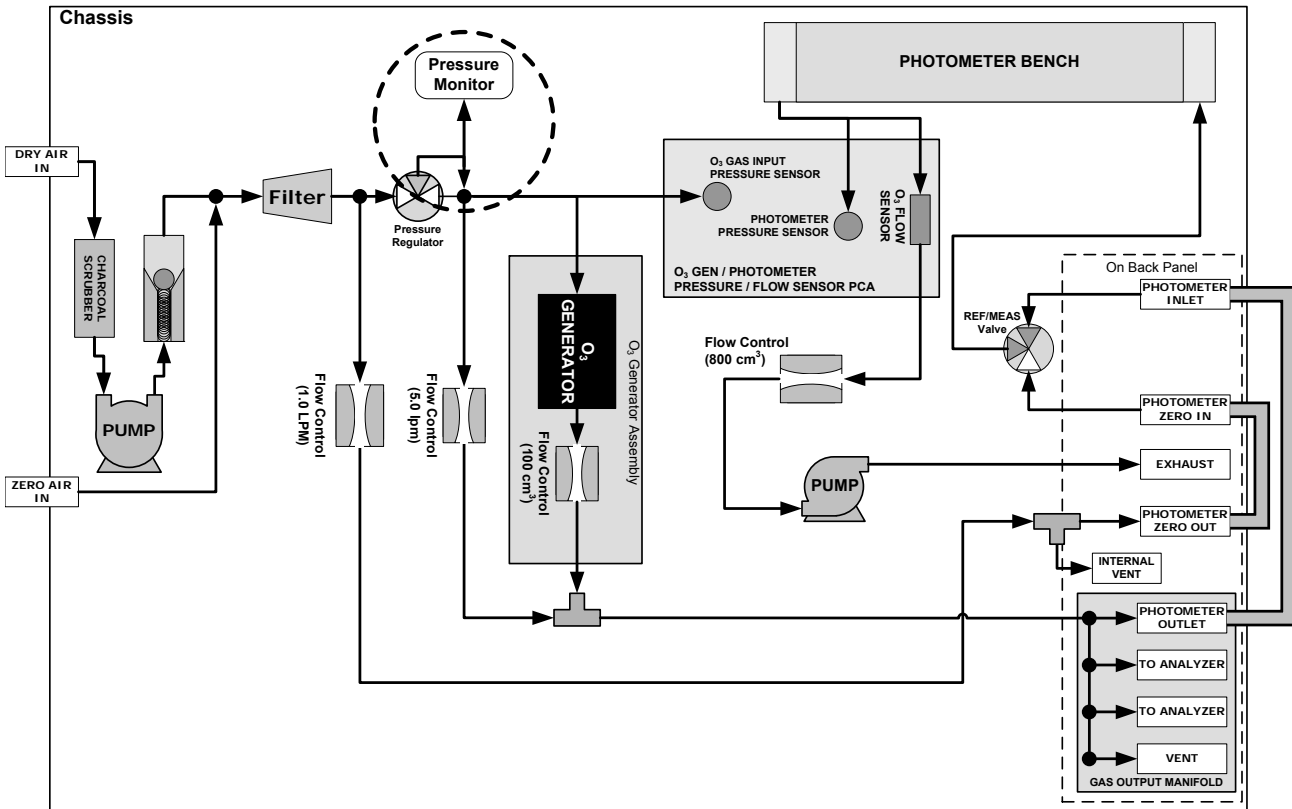 Chassis
Pressure
Monitor
PHOTOMETER BENCH
DRY AIR
IN
Filter
Pressure
Regulator
CHARCOAL
SCRUBBER
PUMP
ZERO AIR
IN
O₃ GAS INPUT
PRESSURE SENSOR
PHOTOMETER
PRESSURE SENSOR
O₃ FLOW
SENSOR
O₃ GEN / PHOTOMETER
PRESSURE / FLOW SENSOR PCA
Flow Control
(1.0 LPM)
Flow Control
(5.0 lpm)
O₃
GENERATOR
Flow Control
(100 cm³)
O₃ Generator Assembly
Flow Control
(800 cm³)
PUMP
REF/MEAS
Valve
On Back Panel
PHOTOMETER
INLET
PHOTOMETER
ZERO IN
EXHAUST
PHOTOMETER
ZERO OUT
INTERNAL
VENT
PHOTOMETER
OUTLET
TO ANALYZER
TO ANALYZER
VENT
GAS OUTPUT MANIFOLD